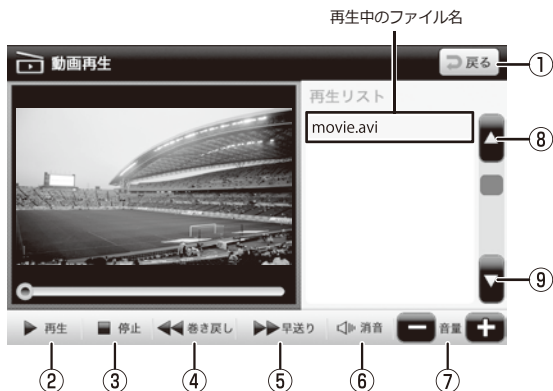 再生中のファイル名
動画再生
戻る
①
再生リスト
movie.avi
⑧
⑨
再生
停止
巻き戻し
早送り
消音
音量
②
③
④
⑤
⑥
⑦